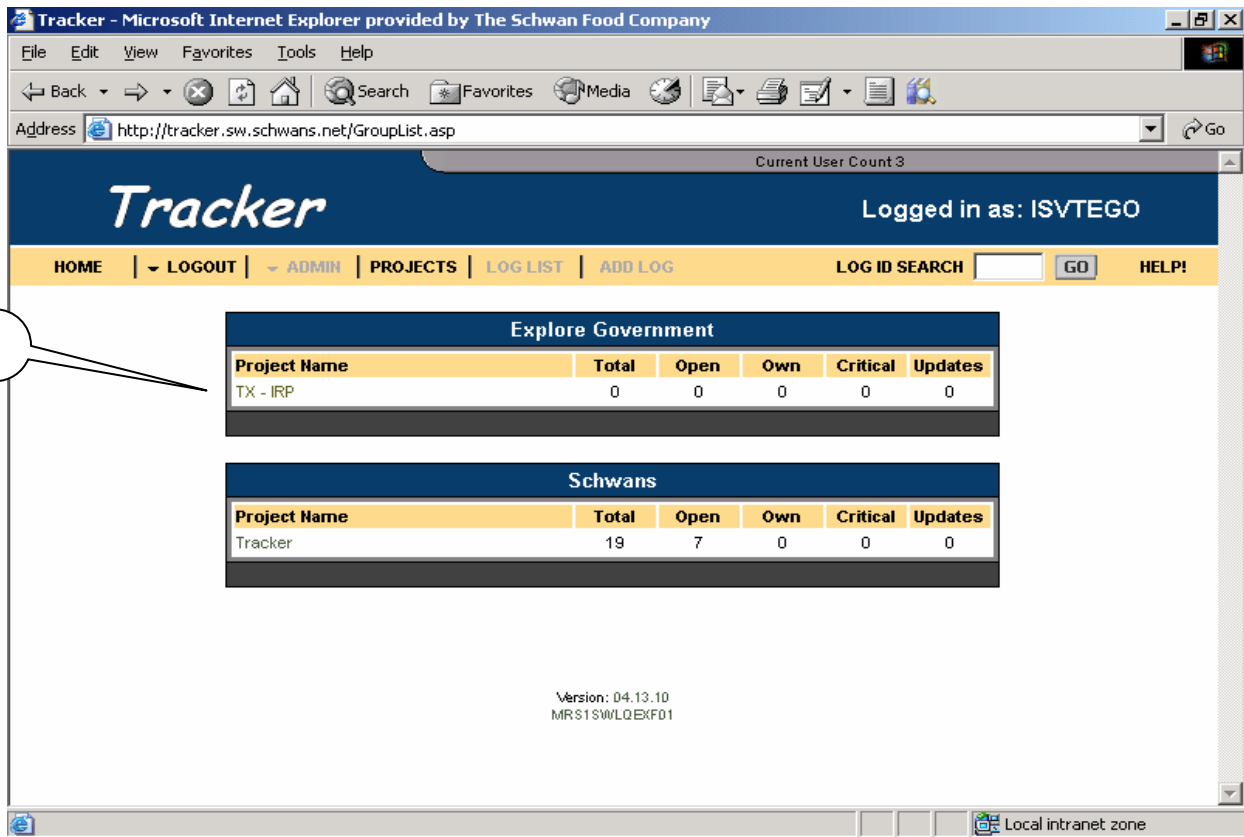 Tracker - Microsoft Internet Explorer provided by The Schwan Food Company
File Edit View Favorites Tools Help
Back Search Favorites Media
Address http://tracker.sw.schwans.net/GroupList.asp Go
Current User Count 3
Tracker
Logged in as: ISVTEGO
HOME | LOGOUT | ADMIN | PROJECTS | LOG LIST | ADD LOG LOG ID SEARCH GO HELP!
Explore Government
Project Name Total Open Own Critical Updates
TX - IRP 0 0 0 0 0
Schwans
Project Name Total Open Own Critical Updates
Tracker 19 7 0 0 0
Version: 04.13.10
MRS1SWLQEXF01
Local intranet zone